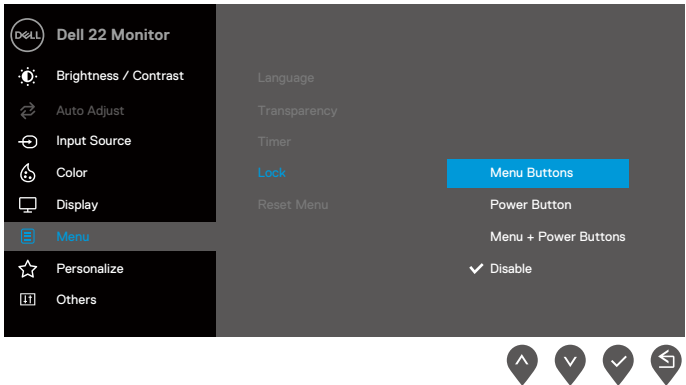 DELL
Dell 22 Monitor
Brightness / Contrast
Auto Adjust
Input Source
Color
Display
Menu
Personalize
Others
Language
Transparency
Timer
Lock
Reset Menu
Menu Buttons
Power Button
Menu + Power Buttons
Disable